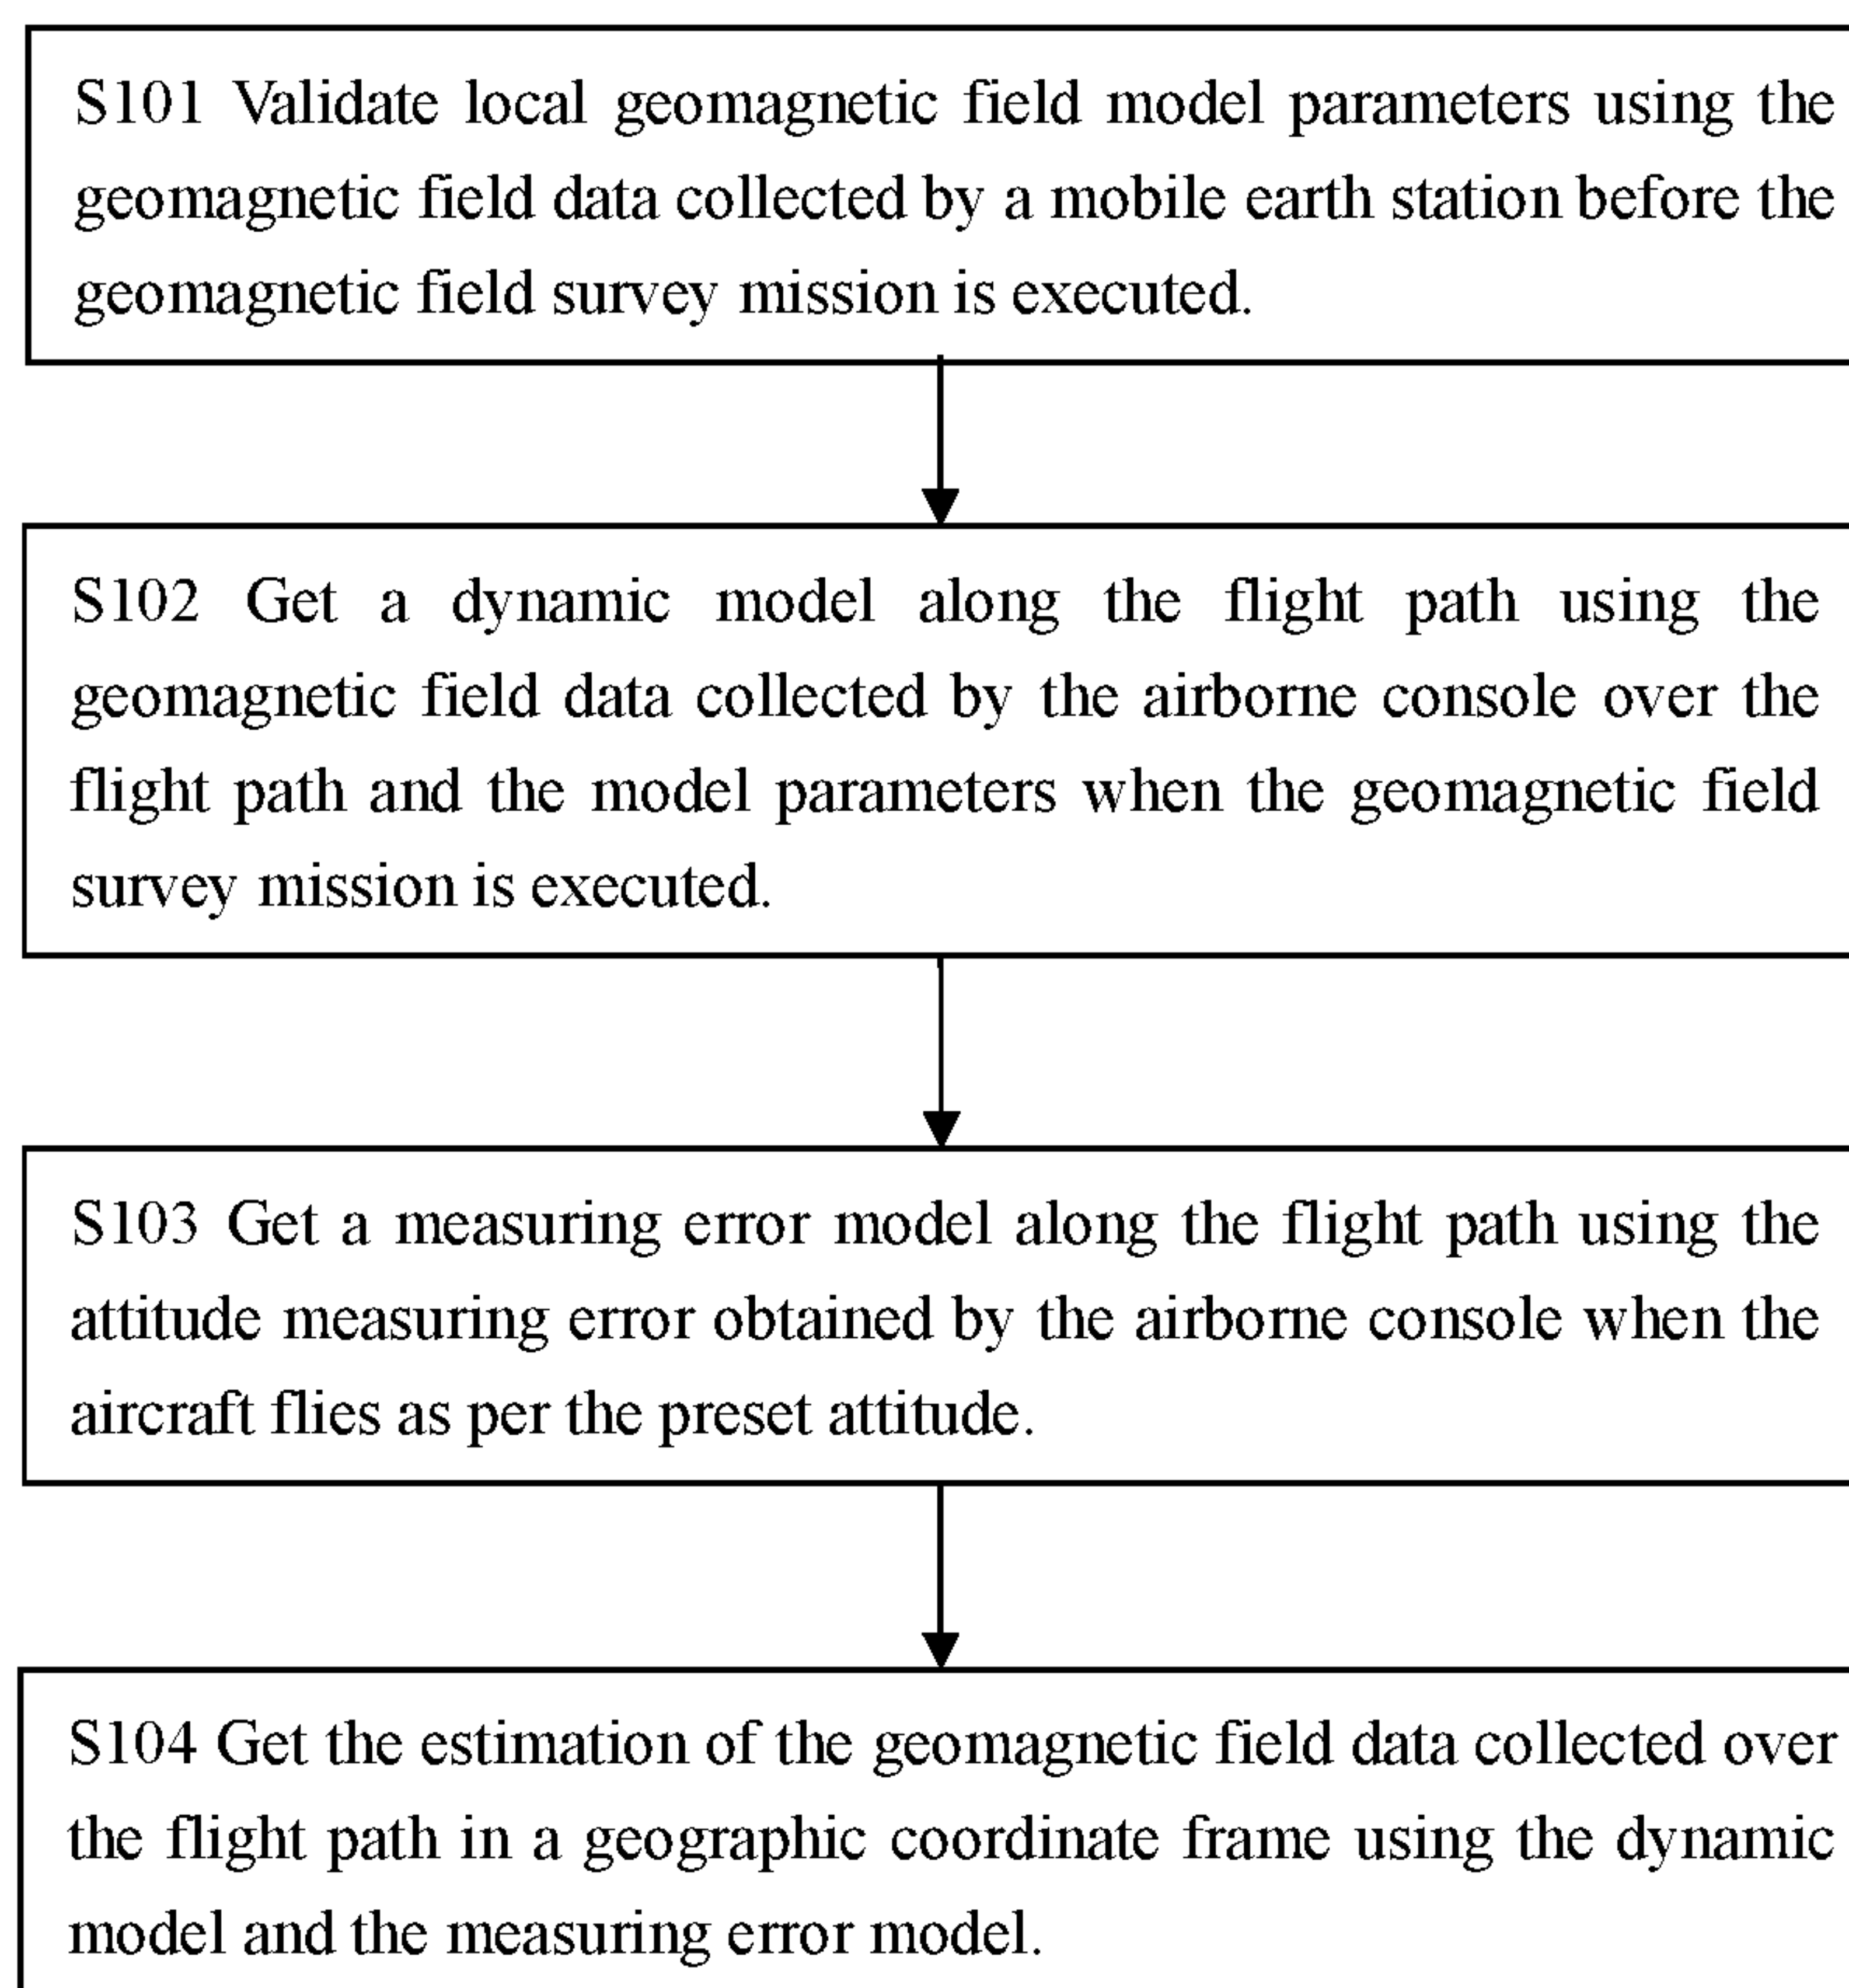 S101 Validate local geomagnetic field model parameters using the
geomagnetic field data collected by a mobile earth station before the
geomagnetic field survey mission is executed.
S102 Get a dynamic model along the flight path using the
geomagnetic field data collected by the airborne console over the
flight path and the model parameters when the geomagnetic field
survey mission is executed.
S103 Get a measuring error model along the flight path using the
attitude measuring error obtained by the airborne console when the
aircraft flies as per the preset attitude.
S104 Get the estimation of the geomagnetic field data collected over
the flight path in a geographic coordinate frame using the dynamic
model and the measuring error model.